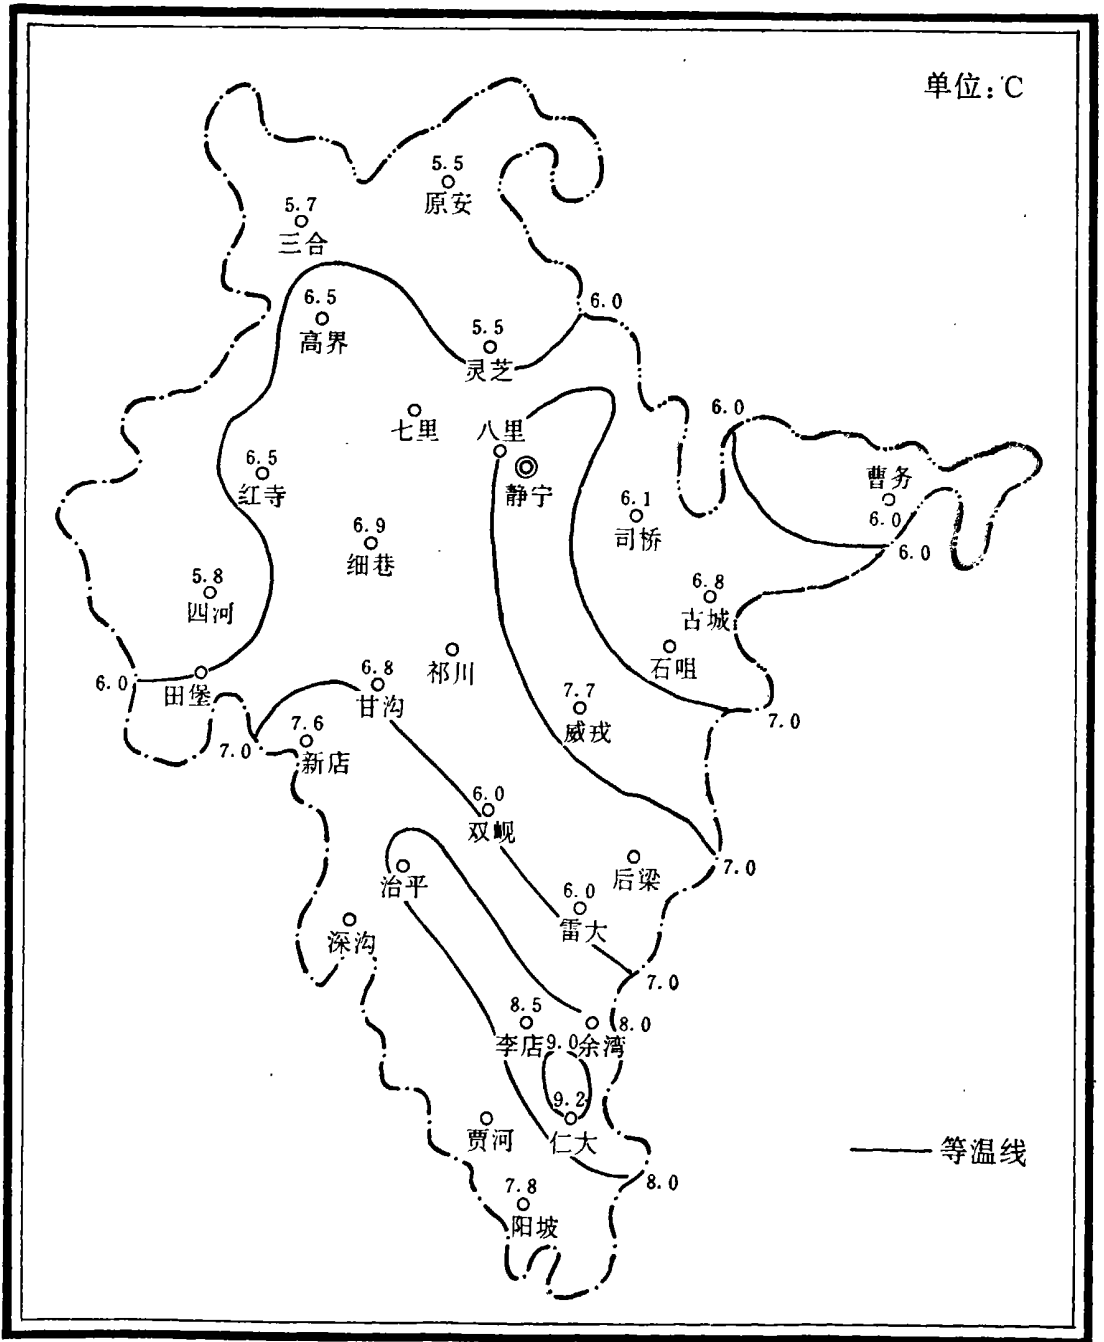 单位:℃
5.5
原安
5.7
三合
6.0
6.5
高界
5.5
灵芝
6.0
七里
八里
静宁
6.5
红寺
曹务
6.0
6.1
司桥
6.0
6.9
细巷
5.8
四河
6.8
古城
石咀
祁川
6.0
田堡
6.8
甘沟
7.7
威戎
7.0
7.0
7.6
新店
6.0
双岘
后梁
7.0
治平
6.0
雷大
深沟
7.0
8.5
李店
9.0
余湾
8.0
9.2
仁大
贾河
等温线
8.0
7.8
阳坡